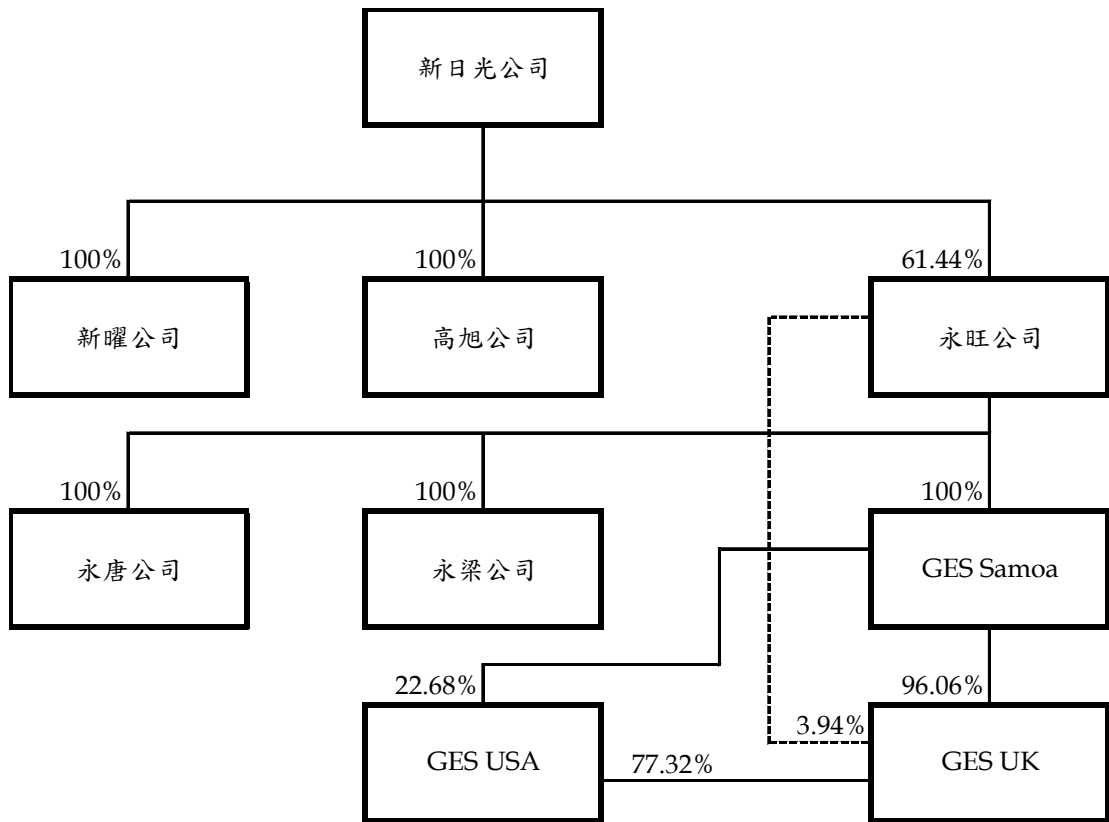 新日光公司
100%
100%
61.44%
新曜公司
高旭公司
永旺公司
100%
100%
100%
永唐公司
永梁公司
GES Samoa
22.68%
96.06%
3.94%
GES USA
77.32%
GES UK